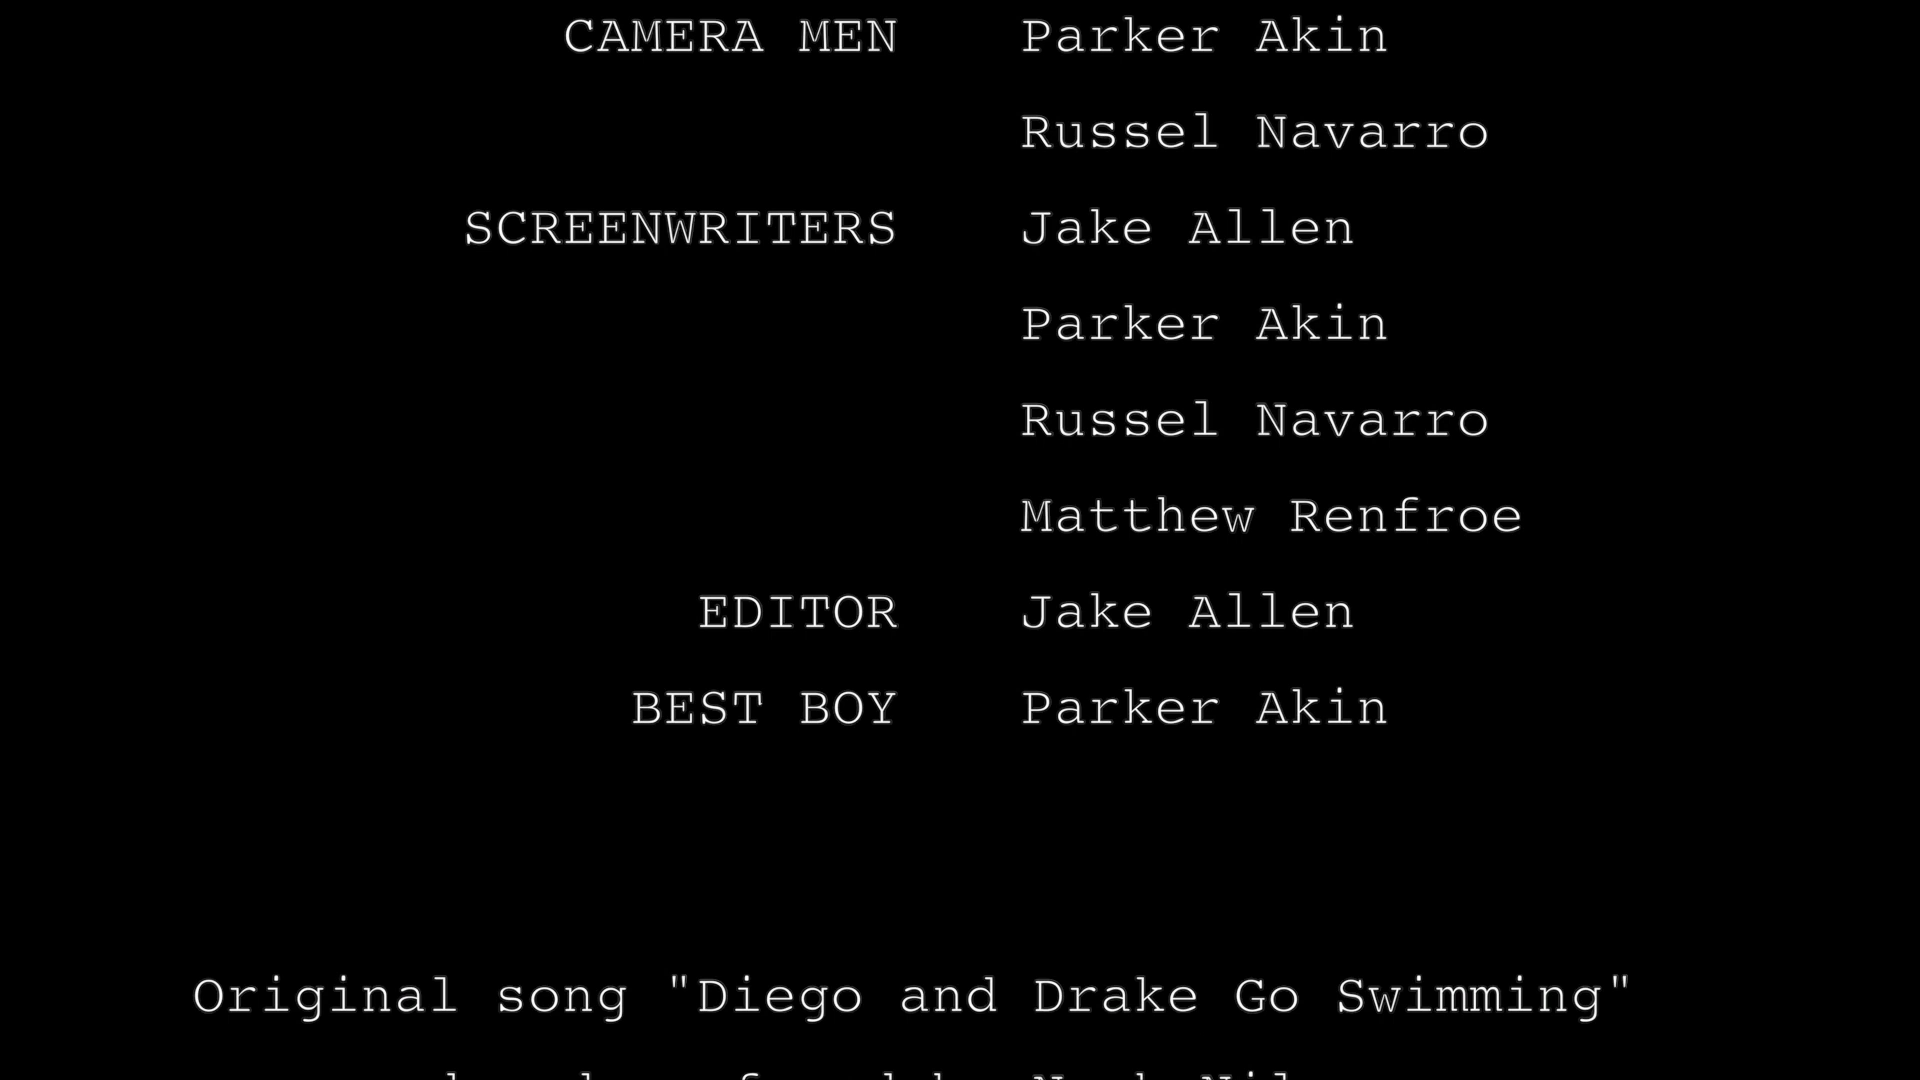 CAMERA MEN Parker Akin
Russel Navarro
SCREENWRITERS Jake Allen
Parker Akin
Russel Navarro
Matthew Renfroe
EDITOR Jake Allen
BEST BOY Parker Akin
Original song "Diego and Drake Go Swimming"